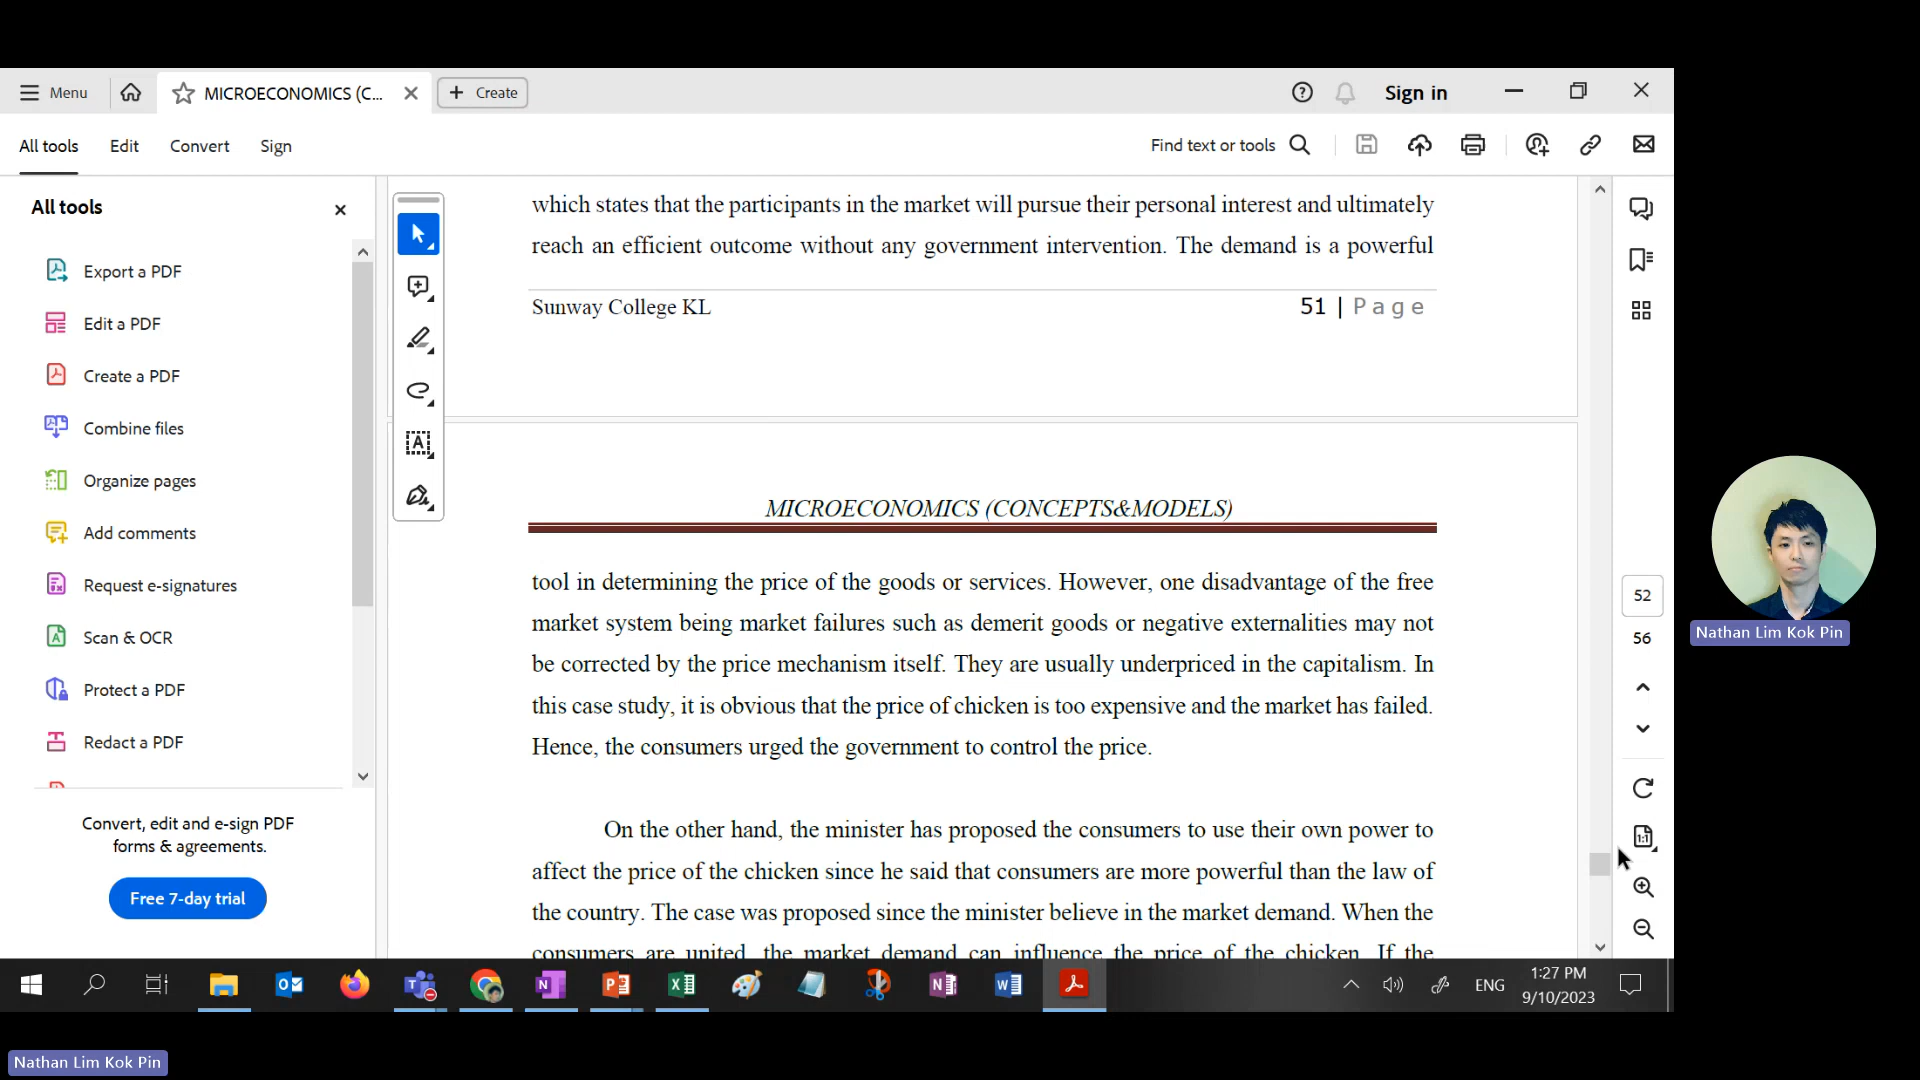 Menu
MICROECONOMICS (C...
Create
Sign in
All tools
Edit
Convert
Sign
Find text or tools
All tools
Export a PDF
Edit a PDF
Create a PDF
Combine files
Organize pages
Add comments
Request e-signatures
Scan & OCR
Protect a PDF
Redact a PDF
Convert, edit and e-sign PDF
forms & agreements.
Free 7-day trial
which states that the participants in the market will pursue their personal interest and ultimately
reach an efficient outcome without any government intervention. The demand is a powerful
Sunway College KL
51 | Page
MICROECONOMICS (CONCEPTS&MODELS)
tool in determining the price of the goods or services. However, one disadvantage of the free
market system being market failures such as demerit goods or negative externalities may not
be corrected by the price mechanism itself. They are usually underpriced in the capitalism. In
this case study, it is obvious that the price of chicken is too expensive and the market has failed.
Hence, the consumers urged the government to control the price.
On the other hand, the minister has proposed the consumers to use their own power to
affect the price of the chicken since he said that consumers are more powerful than the law of
the country. The case was proposed since the minister believe in the market demand. When the
consumers are united, the market demand can influence the price of the chicken. If the
52
56
Nathan Lim Kok Pin
ENG
1:27 PM
9/10/2023
Nathan Lim Kok Pin